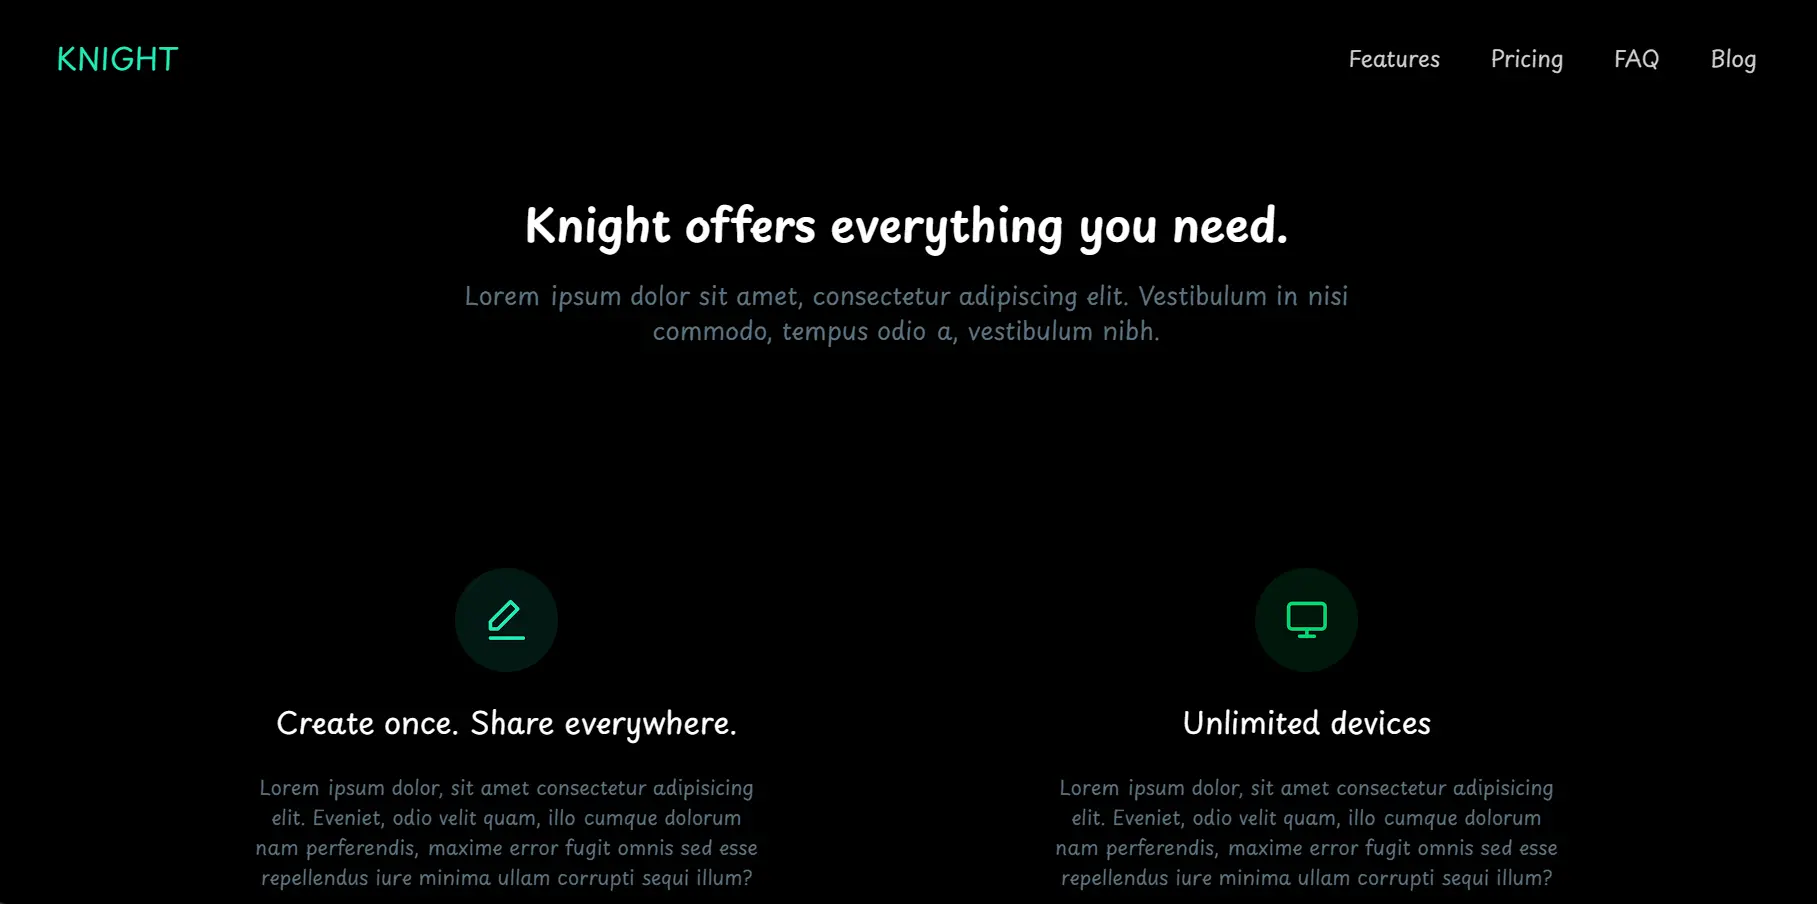 KNIGHT
Features
Pricing
FAQ
Blog
Knight offers everything you need.
Lorem ipsum dolor sit amet, consectetur adipiscing elit. Vestibulum in nisi
commodo, tempus odio a, vestibulum nibh.
Create once. Share everywhere.
Lorem ipsum dolor, sit amet consectetur adipisicing
elit. Eveniet, odio velit quam, illo cumque dolorum
nam perferendis, maxime error fugit omnis sed esse
repellendus iure minima ullam corrupti sequi illum?
Unlimited devices
Lorem ipsum dolor, sit amet consectetur adipisicing
elit. Eveniet, odio velit quam, illo cumque dolorum
nam perferendis, maxime error fugit omnis sed esse
repellendus iure minima ullam corrupti sequi illum?